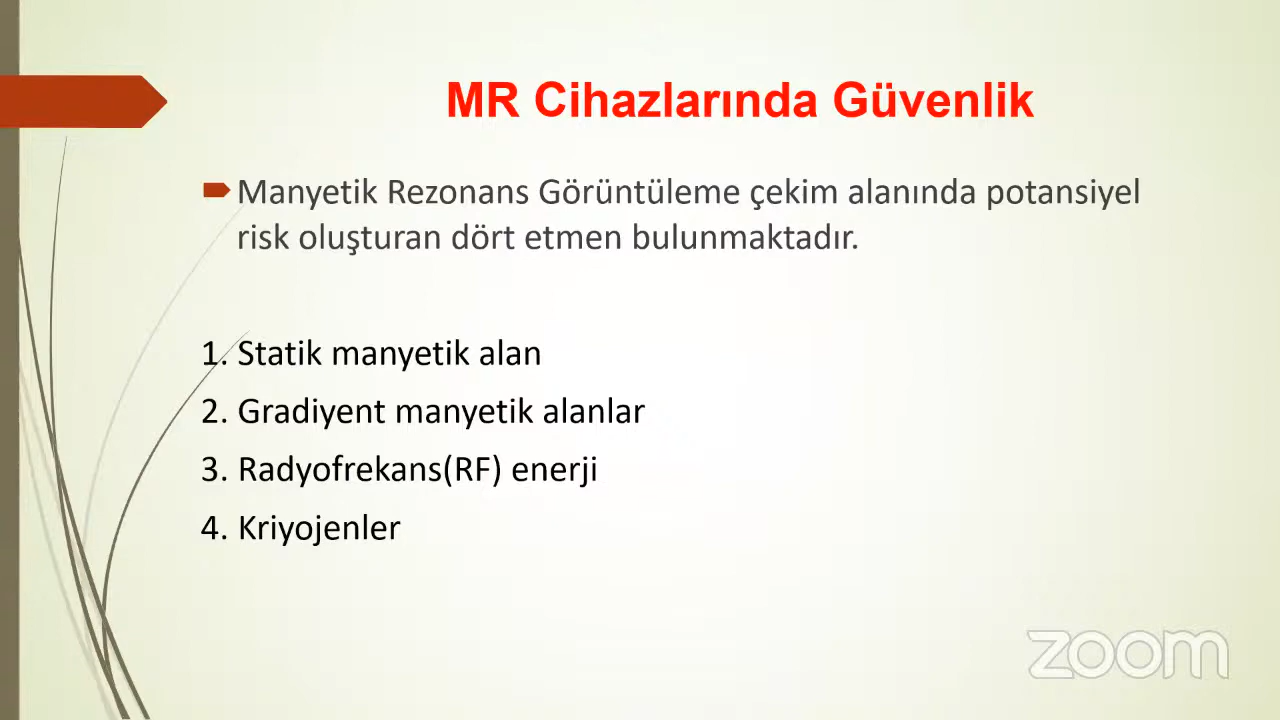 MR Cihazlarında Güvenlik
Manyetik Rezonans Görüntüleme çekim alanında potansiyel
risk oluşturan dört etmen bulunmaktadır.
1. Statik manyetik alan
2. Gradiyent manyetik alanlar
3. Radyofrekans(RF) enerji
4. Kriyojenler
zoom